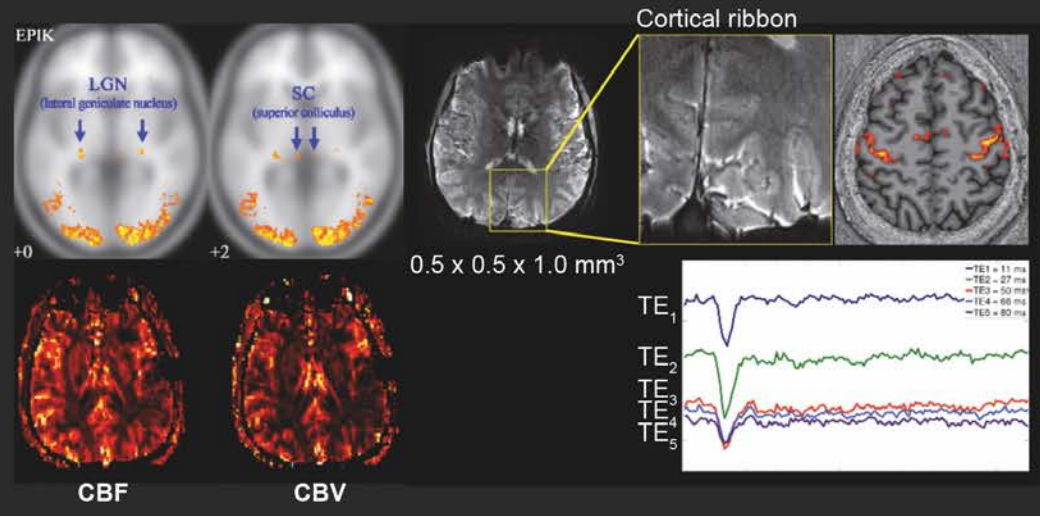 Cortical ribbon
EPIK
LGN
(lateral geniculate nucleus)
SC
(superior colliculus)
+0
+2
0.5 x 0.5 x 1.0 mm³
TE1 = 11 ms
TE2 = 27 ms
TE3 = 50 ms
TE4 = 66 ms
TE5 = 80 ms
TE₁
TE₂
TE₃
TE₄
TE₅
CBF
CBV